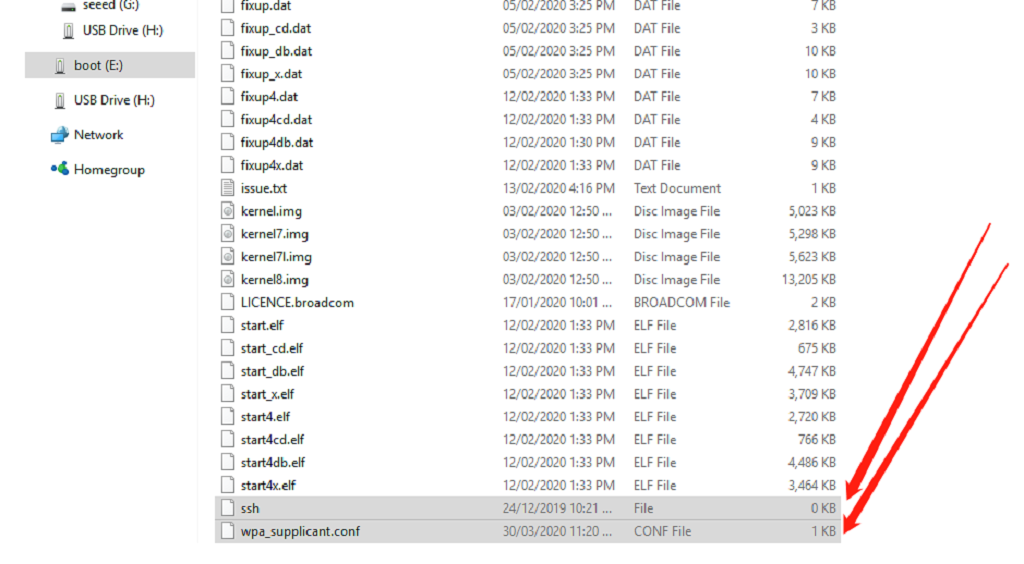 seeed (G:)
USB Drive (H:)
boot (E:)
USB Drive (H:)
Network
Homegroup
fixup.dat 05/02/2020 3:25 PM DAT File 7 KB
fixup_cd.dat 05/02/2020 3:25 PM DAT File 3 KB
fixup_db.dat 05/02/2020 3:25 PM DAT File 10 KB
fixup_x.dat 05/02/2020 3:25 PM DAT File 10 KB
fixup4.dat 12/02/2020 1:33 PM DAT File 7 KB
fixup4cd.dat 12/02/2020 1:33 PM DAT File 4 KB
fixup4db.dat 12/02/2020 1:30 PM DAT File 9 KB
fixup4x.dat 12/02/2020 1:33 PM DAT File 9 KB
issue.txt 13/02/2020 4:16 PM Text Document 1 KB
kernel.img 03/02/2020 12:50 ... Disc Image File 5,023 KB
kernel7.img 03/02/2020 12:50 ... Disc Image File 5,298 KB
kernel7l.img 03/02/2020 12:50 ... Disc Image File 5,623 KB
kernel8.img 03/02/2020 12:50 ... Disc Image File 13,205 KB
LICENCE.broadcom 17/01/2020 10:01 ... BROADCOM File 2 KB
start.elf 12/02/2020 1:33 PM ELF File 2,816 KB
start_cd.elf 12/02/2020 1:33 PM ELF File 675 KB
start_db.elf 12/02/2020 1:33 PM ELF File 4,747 KB
start_x.elf 12/02/2020 1:33 PM ELF File 3,709 KB
start4.elf 12/02/2020 1:33 PM ELF File 2,720 KB
start4cd.elf 12/02/2020 1:33 PM ELF File 766 KB
start4db.elf 12/02/2020 1:33 PM ELF File 4,486 KB
start4x.elf 12/02/2020 1:33 PM ELF File 3,464 KB
ssh 24/12/2019 10:21 ... File 0 KB
wpa_supplicant.conf 30/03/2020 11:20 ... CONF File 1 KB